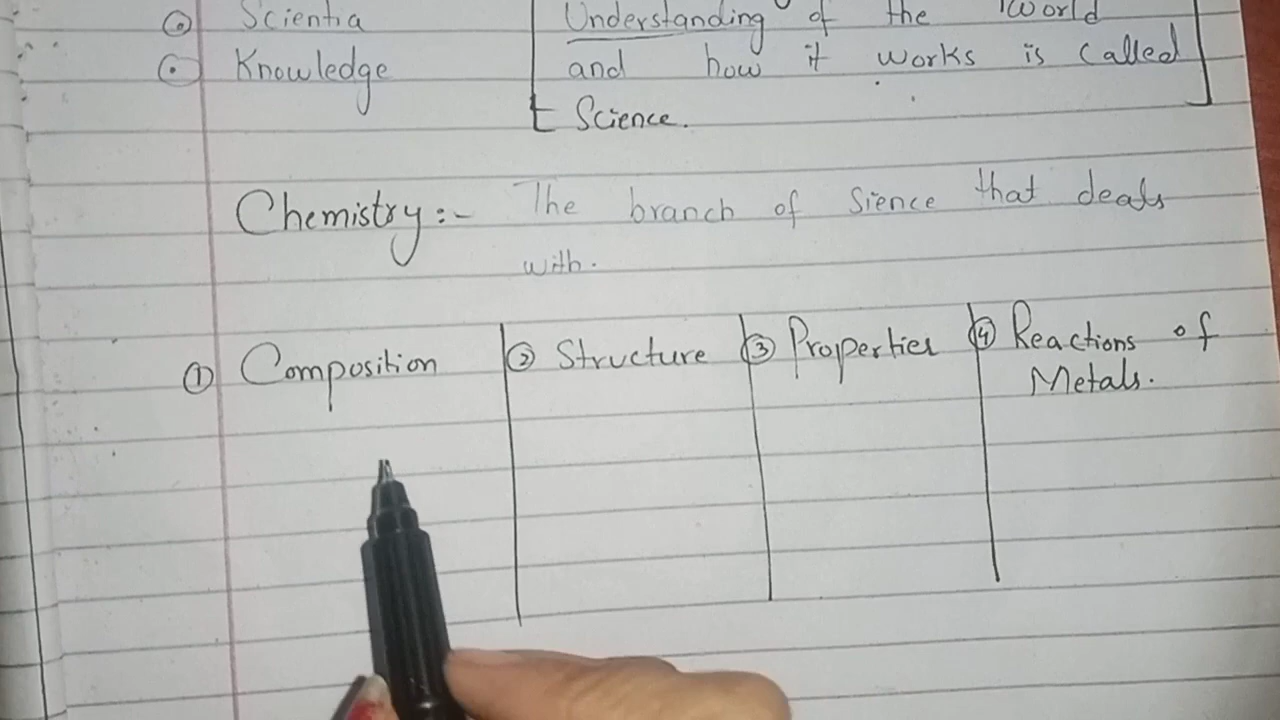 Scientia
Knowledge
Understanding of the World
and how it works is Called
Science.
Chemistry:- The branch of Sience that deals
with.
① Composition
② Structure
③ Properties
④ Reactions of
Metals.